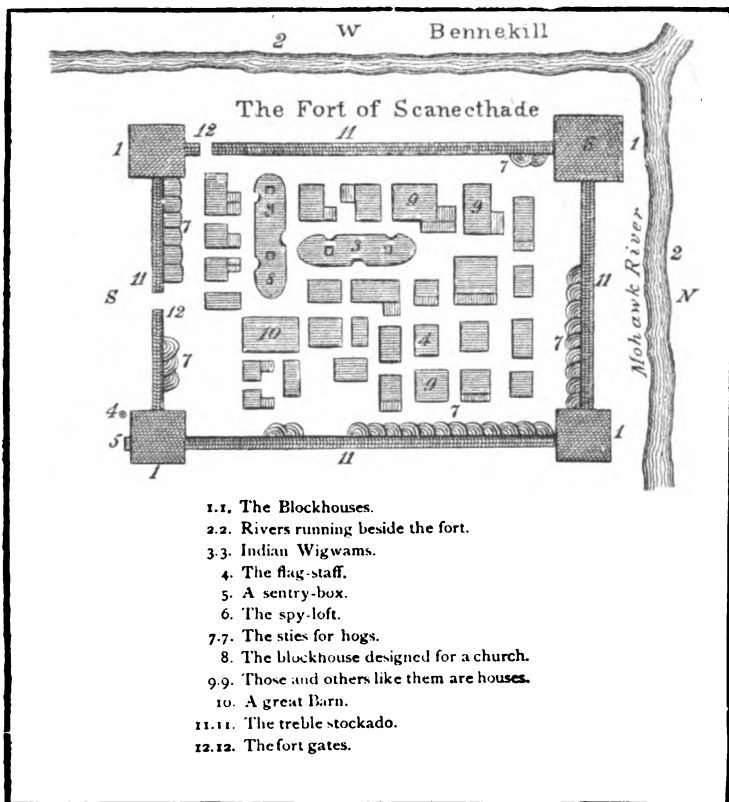 2 W Bennekill
The Fort of Scanecthade
1 12 11 1
7
9 9
7
3
2
11 S 11 N
Mohawk River
12
10 4 7
7
9
7
4
5 1
1 11
1.1. The Blockhouses.
2.2. Rivers running beside the fort.
3.3. Indian Wigwams.
4. The flag-staff.
5. A sentry-box.
6. The spy-loft.
7.7. The sties for hogs.
8. The blockhouse designed for a church.
9.9. Those and others like them are houses.
10. A great Barn.
11.11. The treble stockado.
12.12. The fort gates.